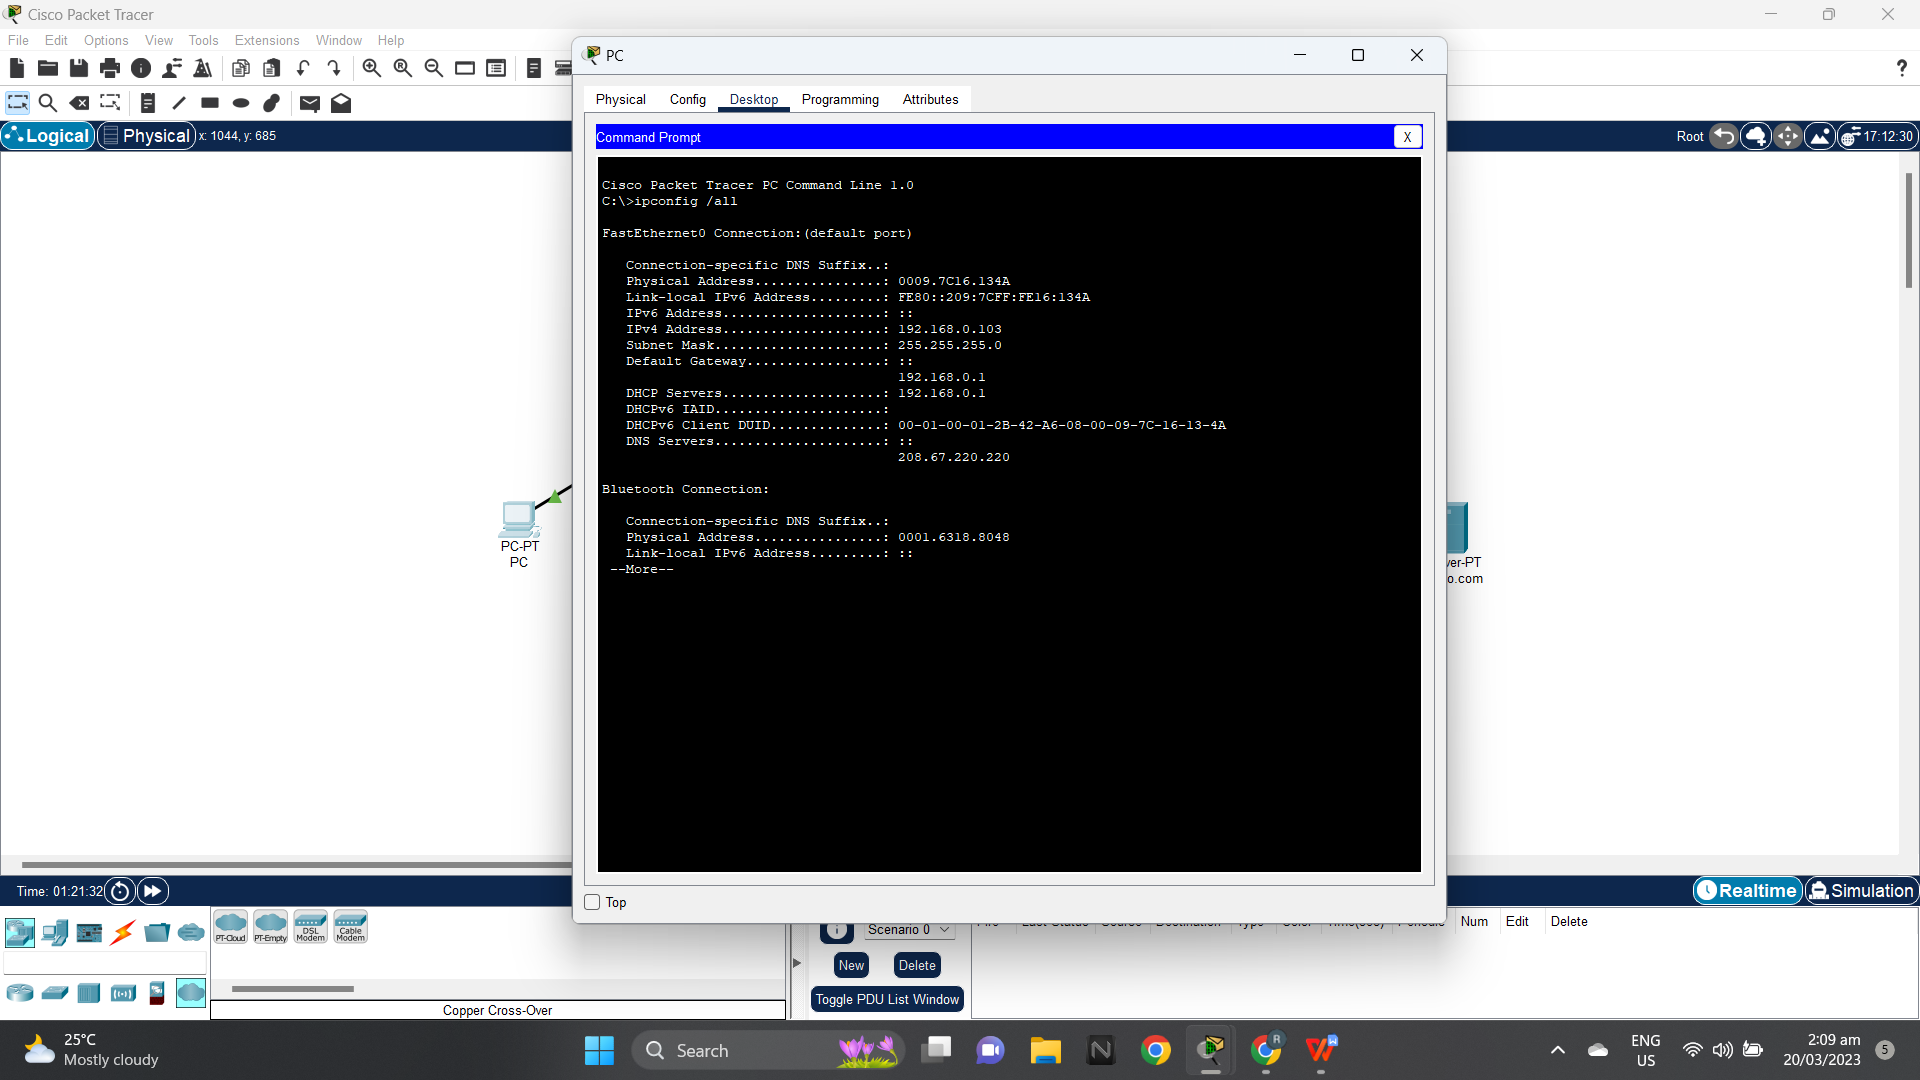 Cisco Packet Tracer
File Edit Options View Tools Extensions Window Help
PC
Physical Config Desktop Programming Attributes
Logical Physical x: 1044, y: 685
Root 17:12:30
Command Prompt X
Cisco Packet Tracer PC Command Line 1.0
C:\>ipconfig /all
FastEthernet0 Connection:(default port)
Connection-specific DNS Suffix..:
Physical Address................: 0009.7C16.134A
Link-local IPv6 Address.........: FE80::209:7CFF:FE16:134A
IPv6 Address....................: ::
IPv4 Address....................: 192.168.0.103
Subnet Mask.....................: 255.255.255.0
Default Gateway.................: ::
192.168.0.1
DHCP Servers....................: 192.168.0.1
DHCPv6 IAID.....................:
DHCPv6 Client DUID..............: 00-01-00-01-2B-42-A6-08-00-09-7C-16-13-4A
DNS Servers.....................: ::
208.67.220.220
Bluetooth Connection:
Connection-specific DNS Suffix..:
Physical Address................: 0001.6318.8048
Link-local IPv6 Address.........: ::
--More--
PC-PT
PC
ver-PT
o.com
Top
Time: 01:21:32
Realtime Simulation
PT-Cloud PT-Empty DSL Modem Cable Modem
Scenario 0
Num Edit Delete
New Delete
Toggle PDU List Window
Copper Cross-Over
25°C
Mostly cloudy
Search
ENG
US
2:09 am
20/03/2023
5